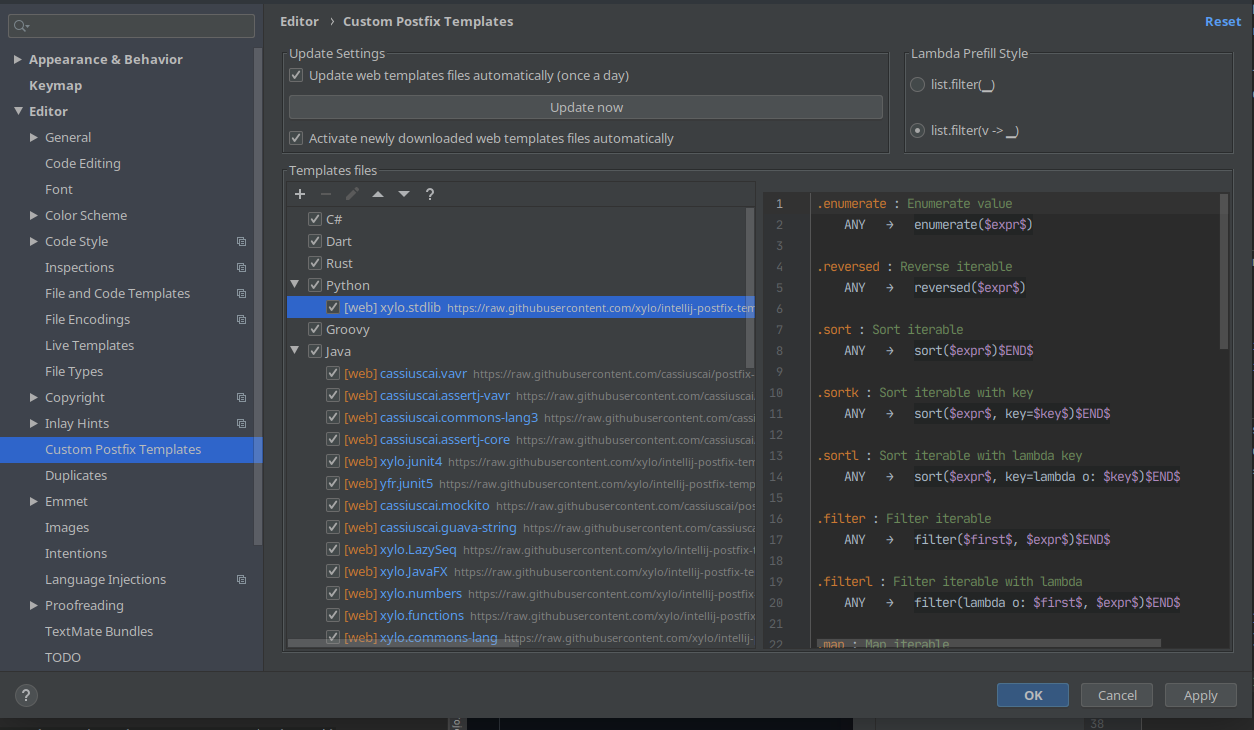 Appearance & Behavior
Keymap
Editor
General
Code Editing
Font
Color Scheme
Code Style
Inspections
File and Code Templates
File Encodings
Live Templates
File Types
Copyright
Inlay Hints
Custom Postfix Templates
Duplicates
Emmet
Images
Intentions
Language Injections
Proofreading
TextMate Bundles
TODO
?
Editor › Custom Postfix Templates
Reset
Update Settings
Update web templates files automatically (once a day)
Update now
Activate newly downloaded web templates files automatically
Lambda Prefill Style
list.filter(_)
list.filter(v -> _)
Templates files
?
C#
Dart
Rust
Python
[web] xylo.stdlib https://raw.githubusercontent.com/xylo/intellij-postfix-tem
Groovy
Java
[web] cassiuscai.vavr https://raw.githubusercontent.com/cassiuscai/postfix-
[web] cassiuscai.assertj-vavr https://raw.githubusercontent.com/cassiuscai
[web] cassiuscai.commons-lang3 https://raw.githubusercontent.com/cassi
[web] cassiuscai.assertj-core https://raw.githubusercontent.com/cassiuscai
[web] xylo.junit4 https://raw.githubusercontent.com/xylo/intellij-postfix-tem
[web] yfr.junit5 https://raw.githubusercontent.com/xylo/intellij-postfix-temp
[web] cassiuscai.mockito https://raw.githubusercontent.com/cassiuscai/pos
[web] cassiuscai.guava-string https://raw.githubusercontent.com/cassiusca
[web] xylo.LazySeq https://raw.githubusercontent.com/xylo/intellij-postfix-t
[web] xylo.JavaFX https://raw.githubusercontent.com/xylo/intellij-postfix-te
[web] xylo.numbers https://raw.githubusercontent.com/xylo/intellij-postfix
[web] xylo.functions https://raw.githubusercontent.com/xylo/intellij-postfix
[web] xylo.commons-lang https://raw.githubusercontent.com/xylo/intellij-
1 .enumerate : Enumerate value
2 ANY → enumerate($expr$)
3
4 .reversed : Reverse iterable
5 ANY → reversed($expr$)
6
7 .sort : Sort iterable
8 ANY → sort($expr$)$END$
9
10 .sortk : Sort iterable with key
11 ANY → sort($expr$, key=$key$)$END$
12
13 .sortl : Sort iterable with lambda key
14 ANY → sort($expr$, key=lambda o: $key$)$END$
15
16 .filter : Filter iterable
17 ANY → filter($first$, $expr$)$END$
18
19 .filterl : Filter iterable with lambda
20 ANY → filter(lambda o: $first$, $expr$)$END$
21
22 .map : Map iterable
OK
Cancel
Apply
38